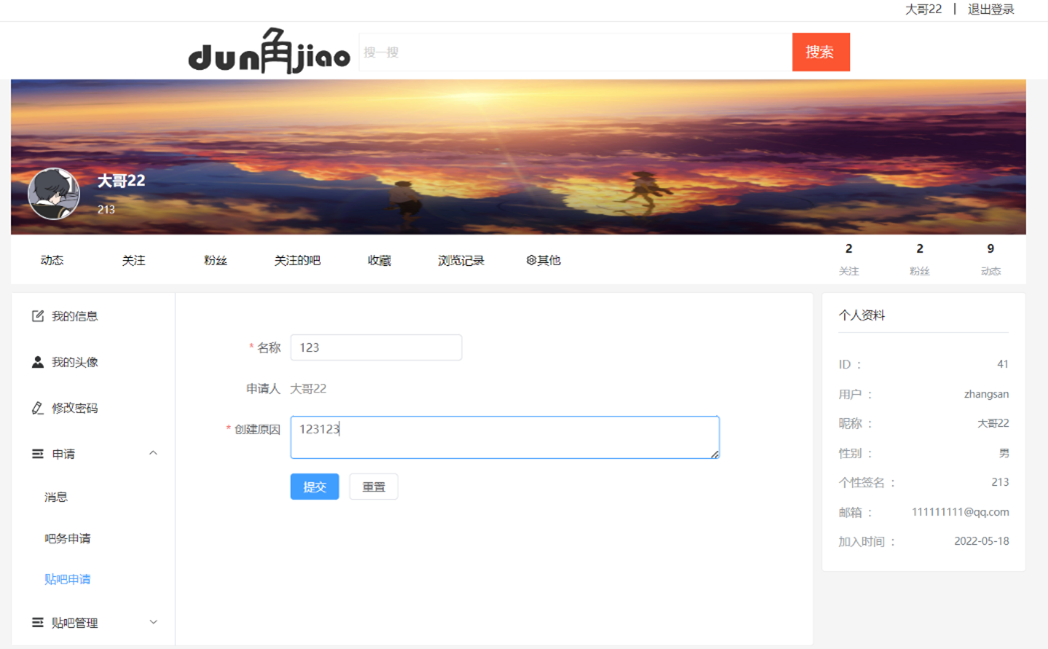 大哥22 | 退出登录
dun角jiao 搜一搜 搜索
大哥22
213
动态 关注 粉丝 关注的吧 收藏 浏览记录 其他
2 2 9
关注 粉丝 动态
我的信息
我的头像
修改密码
申请
消息
吧务申请
贴吧申请
贴吧管理
* 名称 123
申请人 大哥22
* 创建原因 123123
提交 重置
个人资料
ID ： 41
用户 ： zhangsan
昵称 ： 大哥22
性别 ： 男
个性签名 ： 213
邮箱 ： 111111111@qq.com
加入时间 ： 2022-05-18